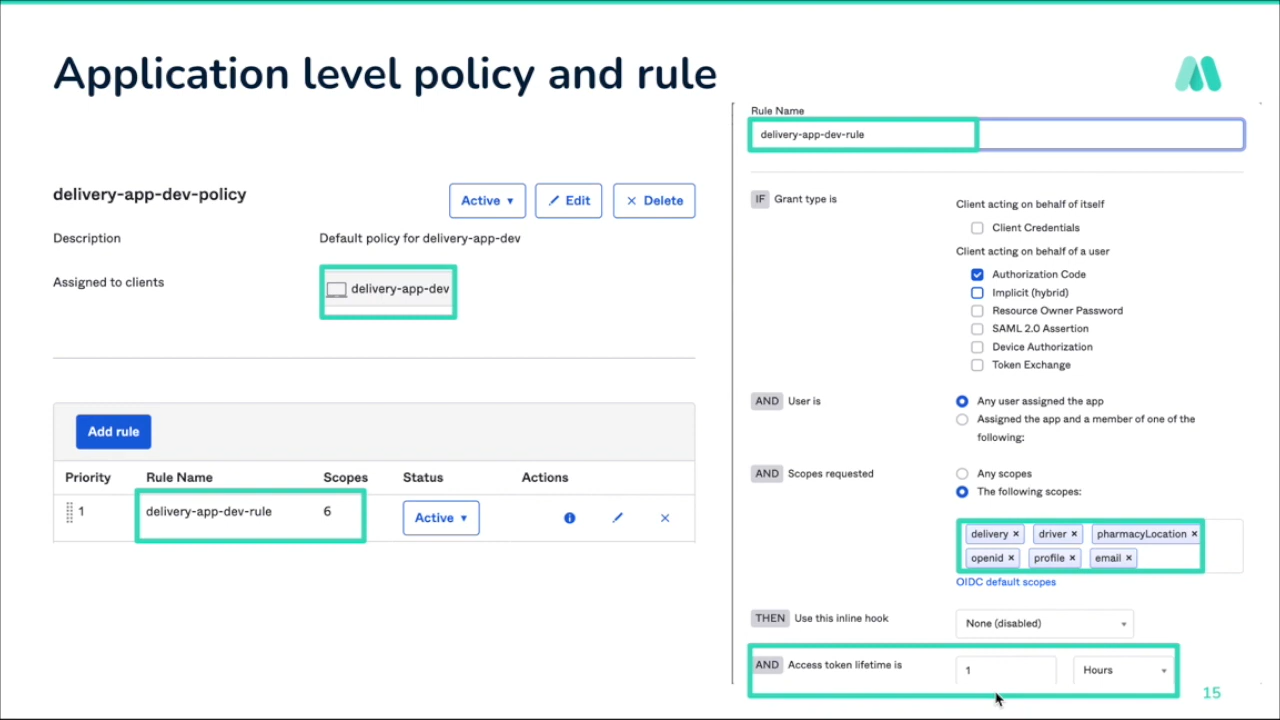 Application level policy and rule
delivery-app-dev-policy
Active ▾
Edit
× Delete
Description
Default policy for delivery-app-dev
Assigned to clients
delivery-app-dev
Add rule
Priority Rule Name Scopes Status Actions
1 delivery-app-dev-rule 6 Active ▾
Rule Name
delivery-app-dev-rule
IF Grant type is
Client acting on behalf of itself
Client Credentials
Client acting on behalf of a user
Authorization Code
Implicit (hybrid)
Resource Owner Password
SAML 2.0 Assertion
Device Authorization
Token Exchange
AND User is
Any user assigned the app
Assigned the app and a member of one of the
following:
AND Scopes requested
Any scopes
The following scopes:
delivery × driver × pharmacyLocation ×
openid × profile × email ×
OIDC default scopes
THEN Use this inline hook None (disabled)
AND Access token lifetime is 1 Hours
15